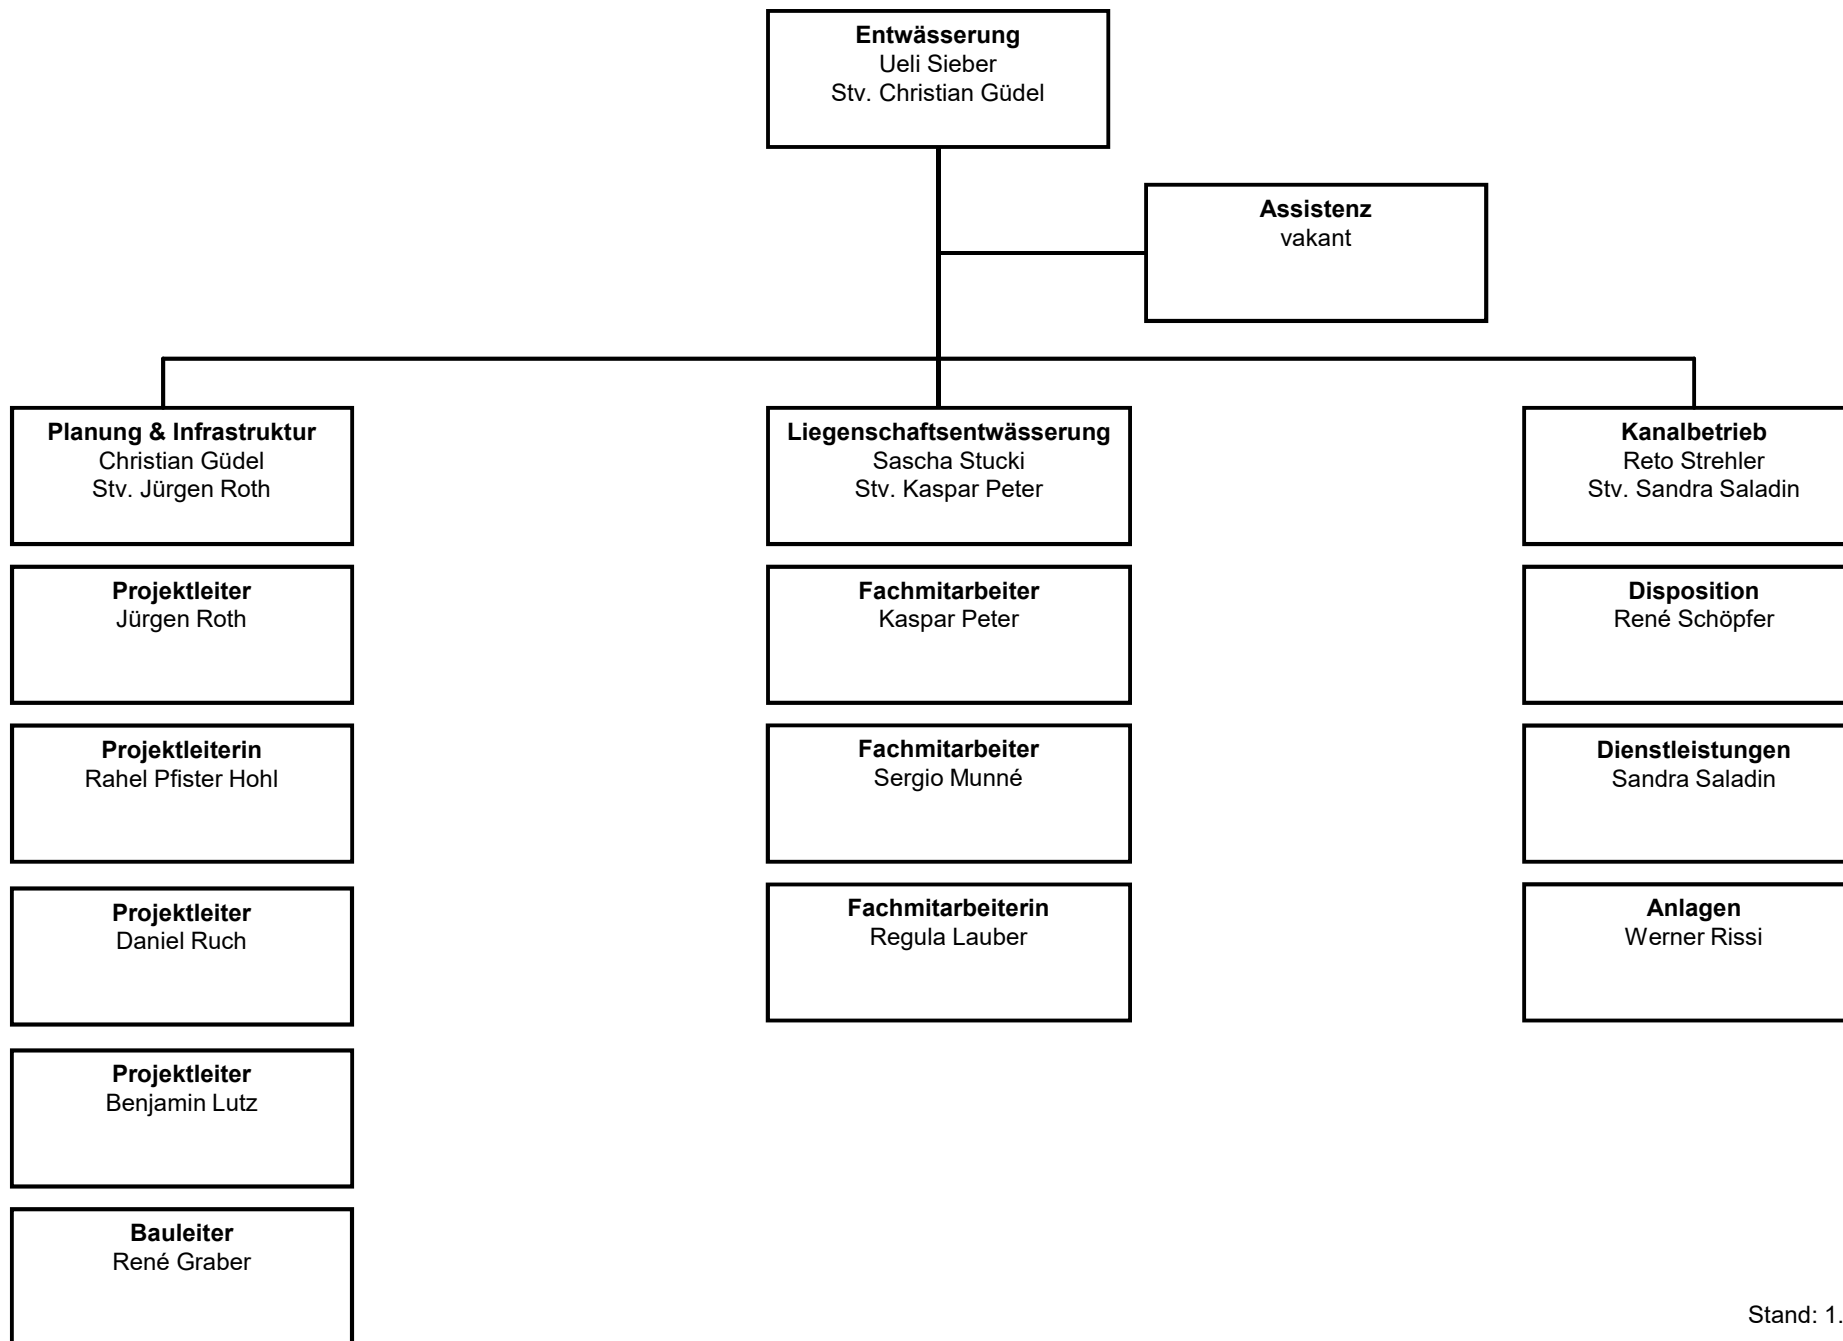 Entwässerung
Ueli Sieber
Stv. Christian Güdel
Assistenz
vakant
Planung & Infrastruktur
Christian Güdel
Stv. Jürgen Roth
Liegenschaftsentwässerung
Sascha Stucki
Stv. Kaspar Peter
Kanalbetrieb
Reto Strehler
Stv. Sandra Saladin
Projektleiter
Jürgen Roth
Fachmitarbeiter
Kaspar Peter
Disposition
René Schöpfer
Projektleiterin
Rahel Pfister Hohl
Fachmitarbeiter
Sergio Munné
Dienstleistungen
Sandra Saladin
Projektleiter
Daniel Ruch
Fachmitarbeiterin
Regula Lauber
Anlagen
Werner Rissi
Projektleiter
Benjamin Lutz
Bauleiter
René Graber
Stand: 1.